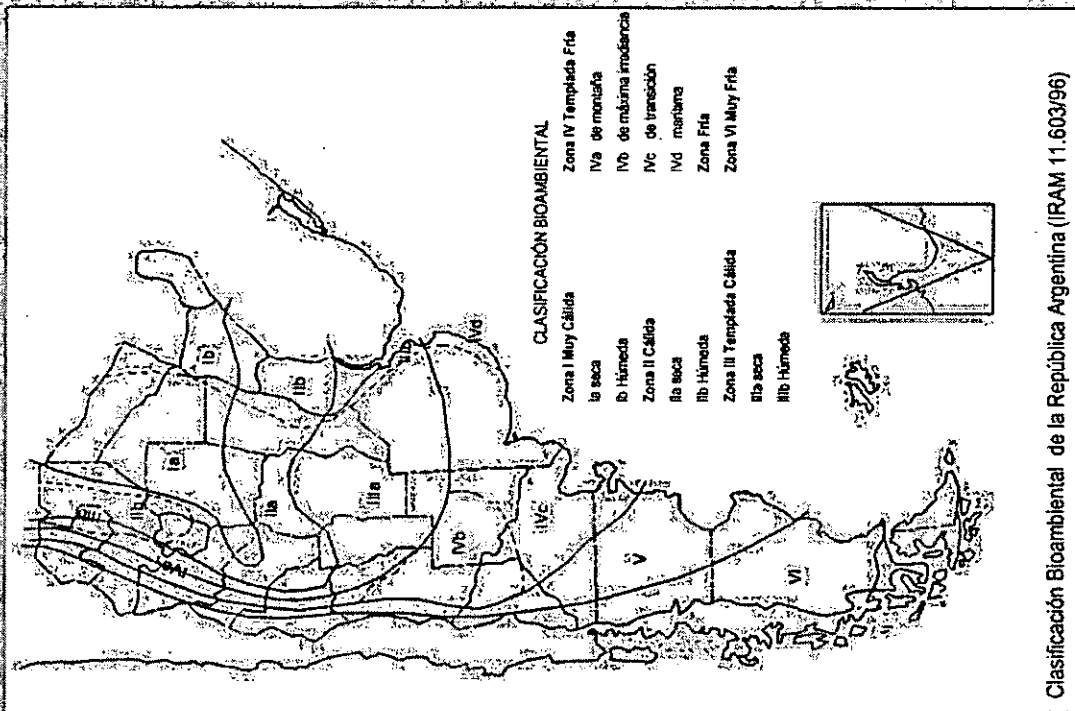 CLASIFICACIÓN BIOAMBIENTAL
Zona I Muy Cálida
Ia seca
Ib Húmeda
Zona II Cálida
IIa seca
IIb Húmeda
Zona III Templada Cálida
IIIa seca
IIIb Húmeda
Zona IV Templada Fría
IVa de montaña
IVb de máxima irradiancia
IVc de transición
IVd maritama
Zona Fría
Zona VI Muy Fría
Ib
IIb
Ia
IIb
IIa
IIIa
IVd
IVb
IVc
V
VI
Clasificación Bioambiental de la República Argentina (IRAM 11.603/96)